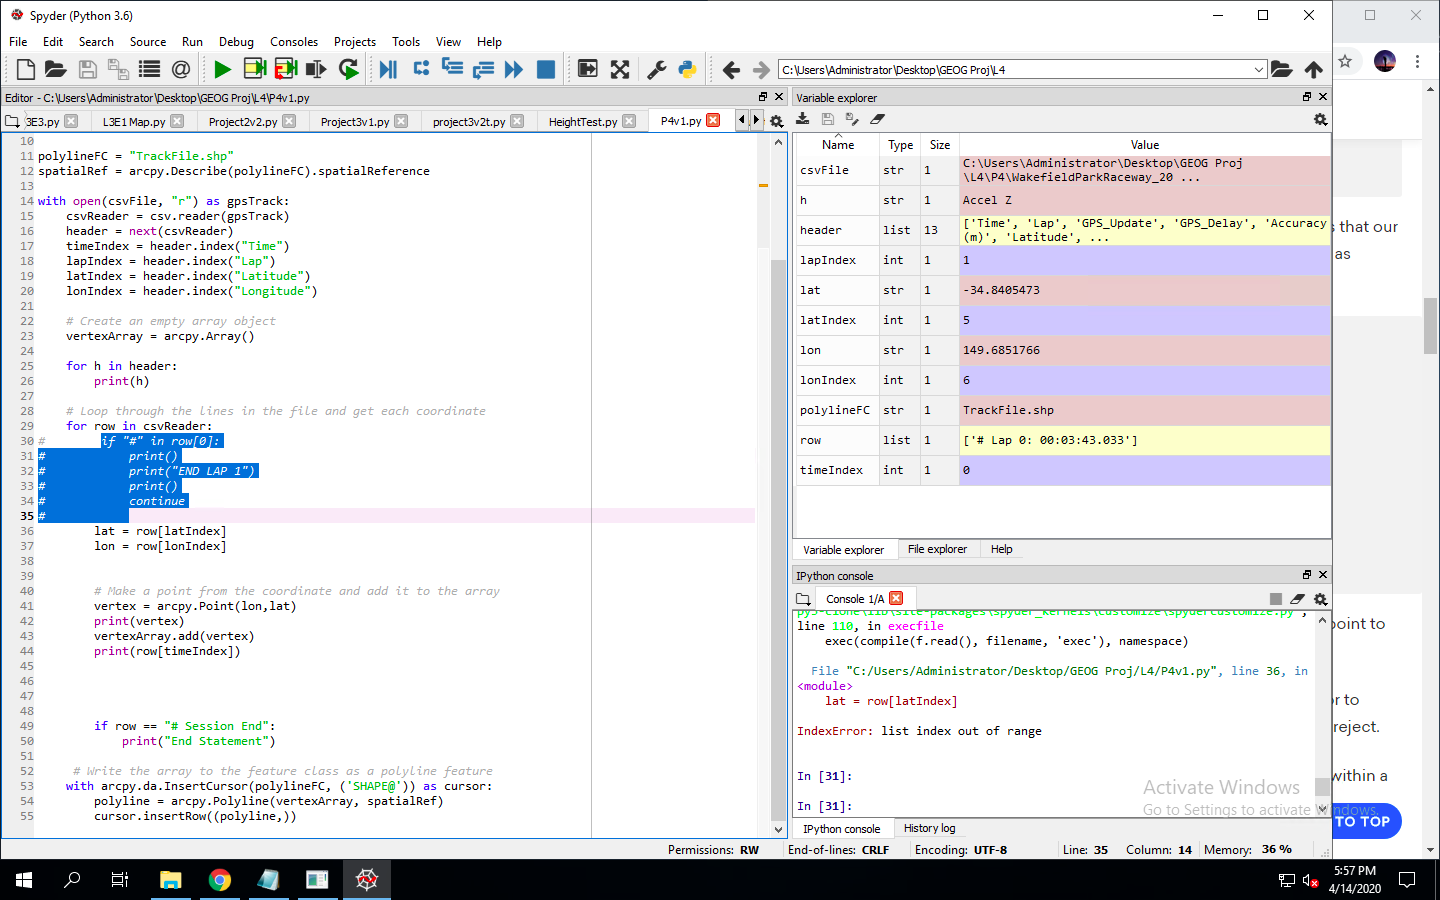 Spyder (Python 3.6)
File Edit Search Source Run Debug Consoles Projects Tools View Help
C:\Users\Administrator\Desktop\GEOG Proj\L4
Editor - C:\Users\Administrator\Desktop\GEOG Proj\L4\P4v1.py
3E3.py L3E1 Map.py Project2v2.py Project3v1.py project3v2t.py HeightTest.py P4v1.py
10
11 polylineFC = "TrackFile.shp"
12 spatialRef = arcpy.Describe(polylineFC).spatialReference
13
14 with open(csvFile, "r") as gpsTrack:
15     csvReader = csv.reader(gpsTrack)
16     header = next(csvReader)
17     timeIndex = header.index("Time")
18     lapIndex = header.index("Lap")
19     latIndex = header.index("Latitude")
20     lonIndex = header.index("Longitude")
21
22     # Create an empty array object
23     vertexArray = arcpy.Array()
24
25     for h in header:
26         print(h)
27
28     # Loop through the lines in the file and get each coordinate
29     for row in csvReader:
30 #        if "#" in row[0]:
31 #            print()
32 #            print("END LAP 1")
33 #            print()
34 #            continue
35 #
36         lat = row[latIndex]
37         lon = row[lonIndex]
38
39
40         # Make a point from the coordinate and add it to the array
41         vertex = arcpy.Point(lon,lat)
42         print(vertex)
43         vertexArray.add(vertex)
44         print(row[timeIndex])
45
46
47
48
49         if row == "# Session End":
50             print("End Statement")
51
52      # Write the array to the feature class as a polyline feature
53     with arcpy.da.InsertCursor(polylineFC, ('SHAPE@')) as cursor:
54         polyline = arcpy.Polyline(vertexArray, spatialRef)
55         cursor.insertRow((polyline,))
Variable explorer
Name Type Size Value
csvFile str 1 C:\Users\Administrator\Desktop\GEOG Proj
\L4\P4\WakefieldParkRaceway_20 ...
h str 1 Accel Z
header list 13 ['Time', 'Lap', 'GPS_Update', 'GPS_Delay', 'Accuracy
(m)', 'Latitude', ...
lapIndex int 1 1
lat str 1 -34.8405473
latIndex int 1 5
lon str 1 149.6851766
lonIndex int 1 6
polylineFC str 1 TrackFile.shp
row list 1 ['# Lap 0: 00:03:43.033']
timeIndex int 1 0
Variable explorer File explorer Help
IPython console
Console 1/A
py3-clone\lib\site-packages\spyder_kernels\customize\spydercustomize.py",
line 110, in execfile
    exec(compile(f.read(), filename, 'exec'), namespace)
  File "C:/Users/Administrator/Desktop/GEOG Proj/L4/P4v1.py", line 36, in
<module>
    lat = row[latIndex]
IndexError: list index out of range
In [31]:
In [31]:
IPython console History log
Permissions: RW End-of-lines: CRLF Encoding: UTF-8 Line: 35 Column: 14 Memory: 36 %
s that our
as
point to
or to
reject.
within a
TO TOP
Activate Windows
Go to Settings to activate Windows.
5:57 PM
4/14/2020